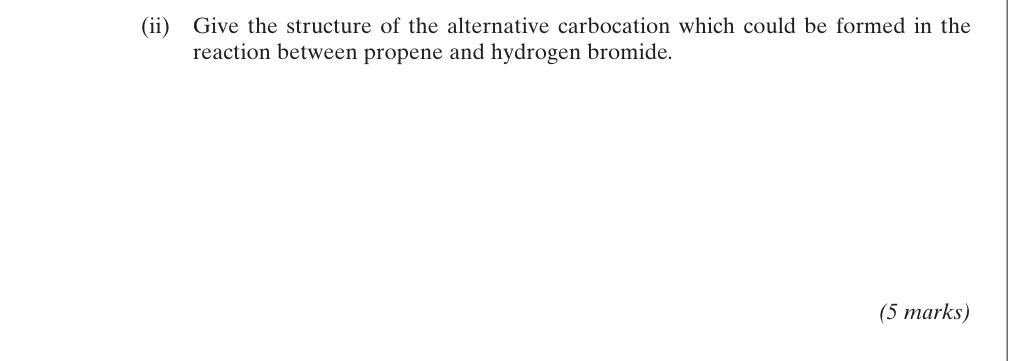 (ii) Give the structure of the alternative carbocation which could be formed in the
reaction between propene and hydrogen bromide.
(5 marks)